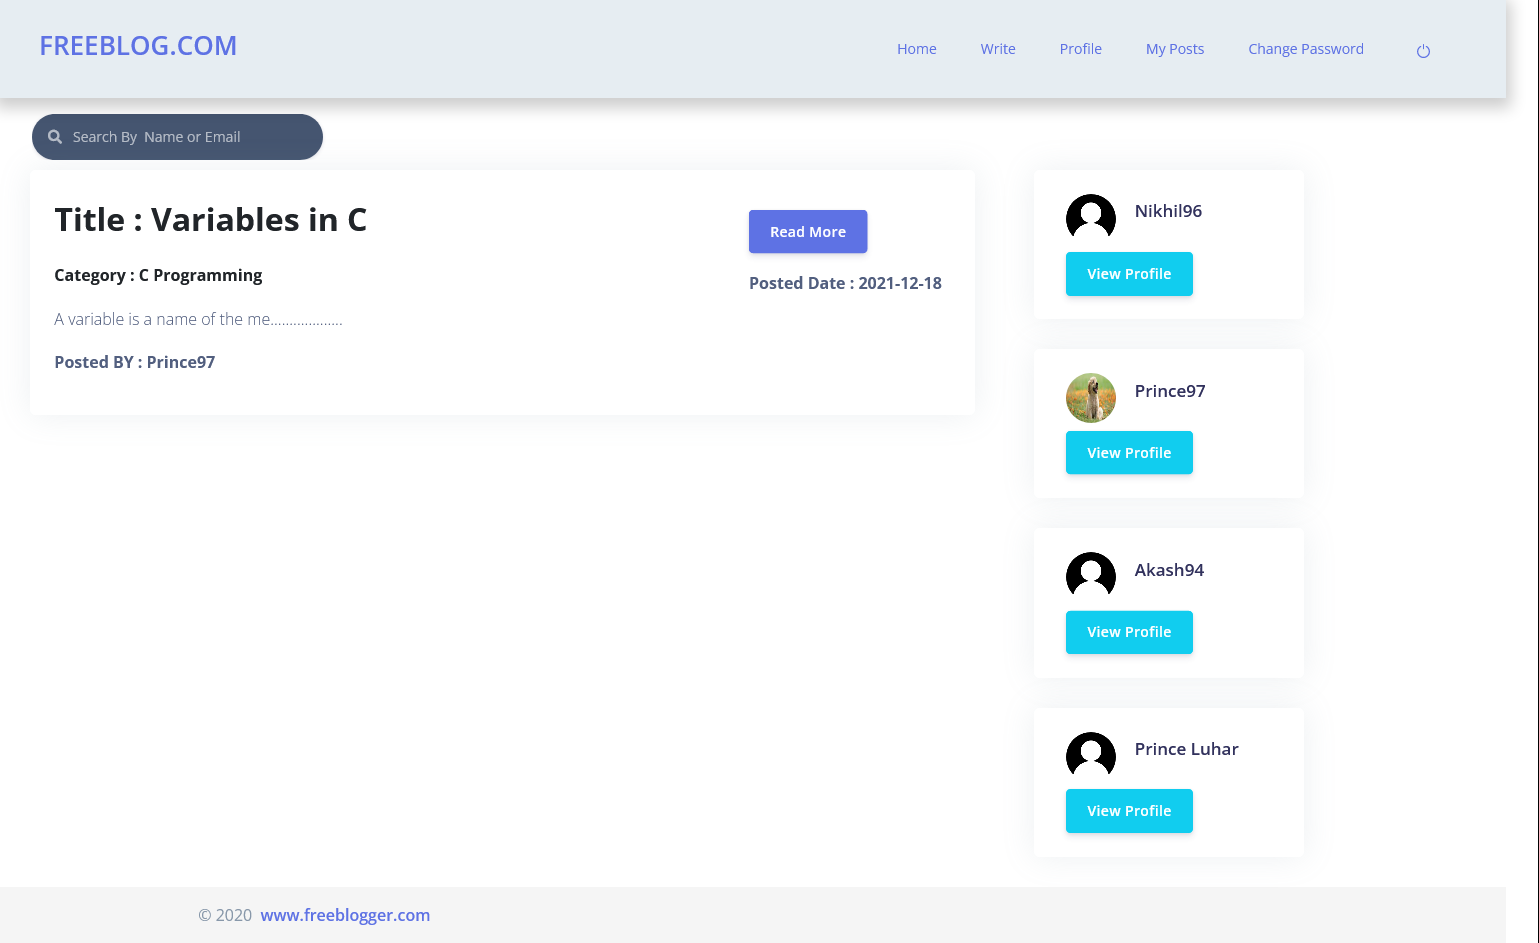 FREEBLOG.COM
Home Write Profile My Posts Change Password
Search By Name or Email
Title : Variables in C
Read More
Category : C Programming
Posted Date : 2021-12-18
A variable is a name of the me...................
Posted BY : Prince97
Nikhil96
View Profile
Prince97
View Profile
Akash94
View Profile
Prince Luhar
View Profile
© 2020 www.freeblogger.com